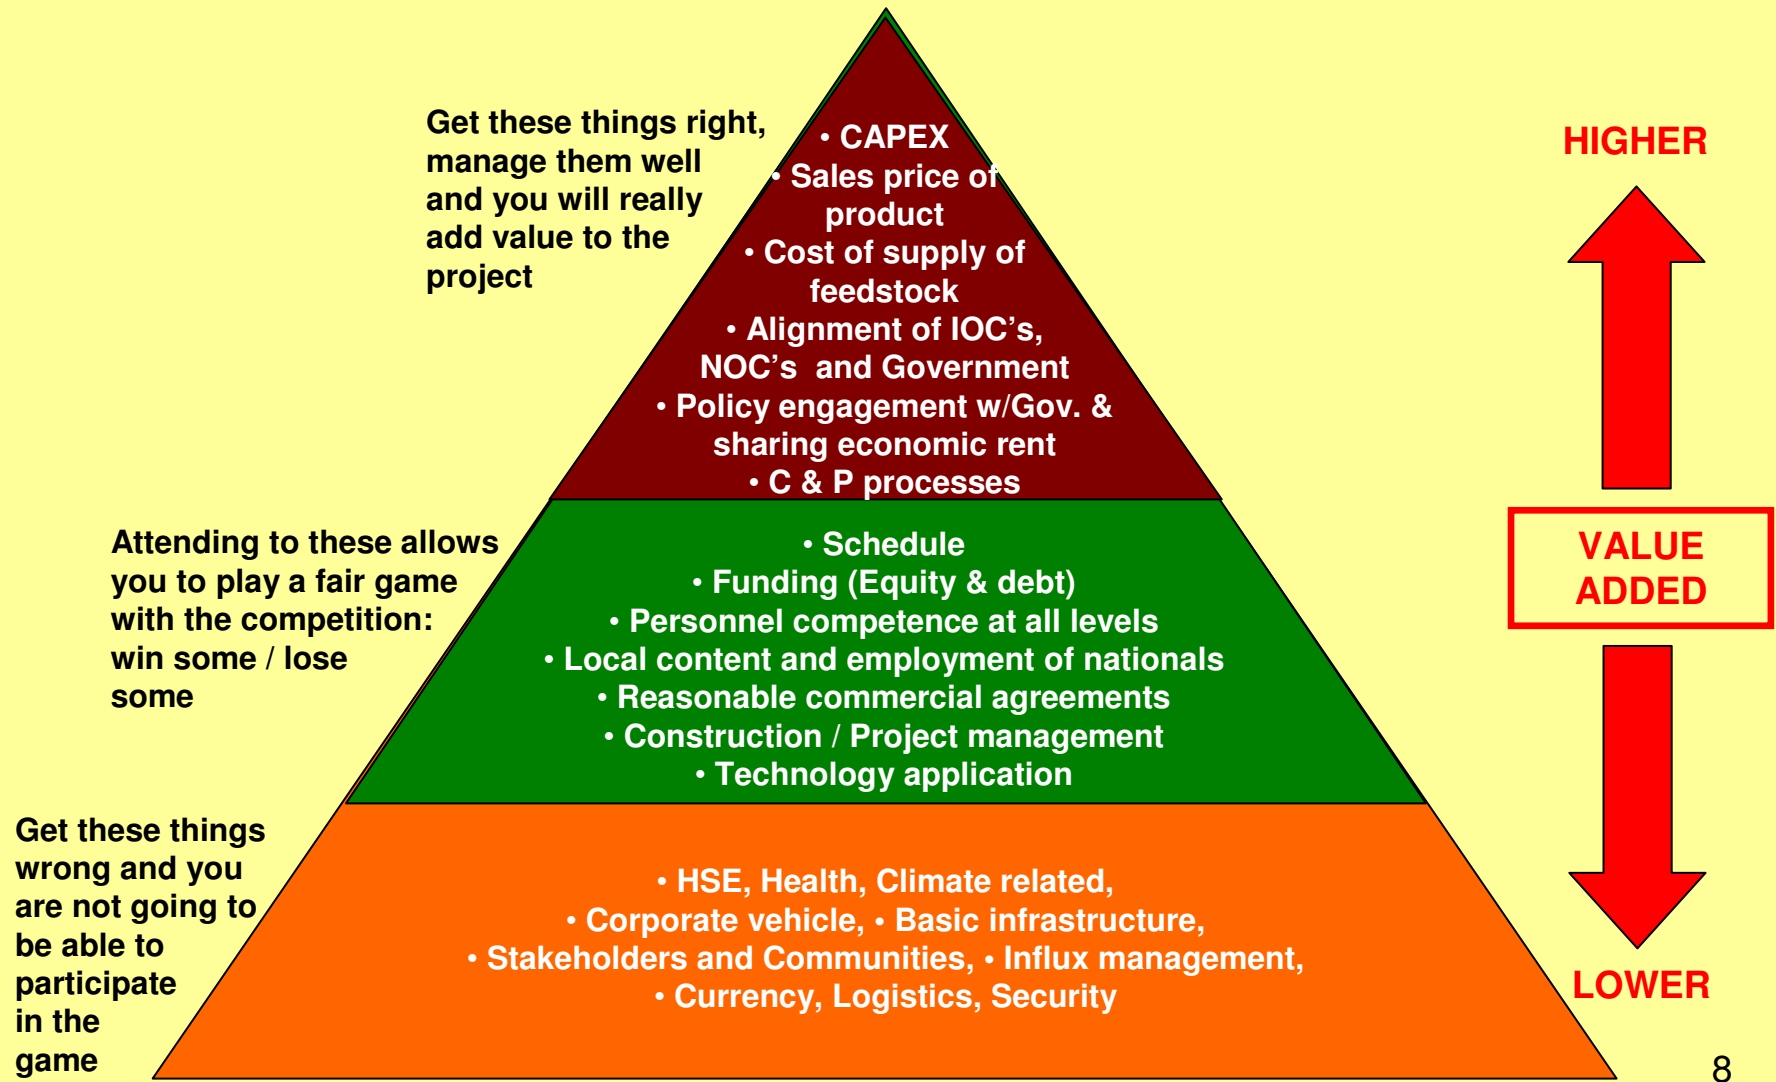 Get these things right,
manage them well
and you will really
add value to the
project
• CAPEX
• Sales price of
product
• Cost of supply of
feedstock
• Alignment of IOC’s,
NOC’s  and Government
• Policy engagement w/Gov. &
sharing economic rent
• C & P processes
HIGHER
Attending to these allows
you to play a fair game
with the competition:
win some / lose
some
• Schedule
• Funding (Equity & debt)
• Personnel competence at all levels
• Local content and employment of nationals
• Reasonable commercial agreements
• Construction / Project management
• Technology application
VALUE
ADDED
Get these things
wrong and you
are not going to
be able to
participate
in the
game
• HSE, Health, Climate related,
• Corporate vehicle, • Basic infrastructure,
• Stakeholders and Communities, • Influx management,
• Currency, Logistics, Security
LOWER
8